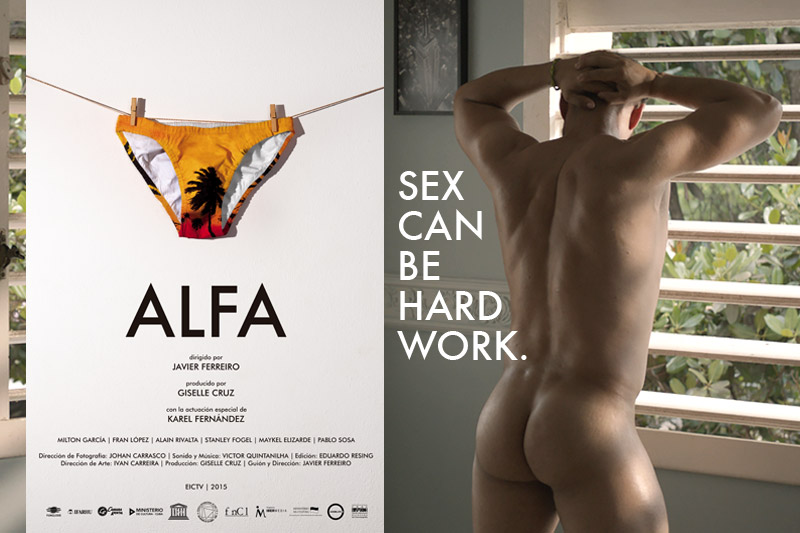 ALFA
dirigido por
JAVIER FERREIRO
producido por
GISELLE CRUZ
con la actuación especial de
KAREL FERNÁNDEZ
MILTON GARCÍA | FRAN LÓPEZ | ALAIN RIVALTA | STANLEY FOGEL | MAYKEL ELIZARDE | PABLO SOSA
Dirección de Fotografía: JOHAN CARRASCO | Sonido y Música: VICTOR QUINTANILHA | Edición: EDUARDO RESING
Dirección de Arte: IVAN CARREIRA | Producción: GISELLE CRUZ | Guión y Dirección: JAVIER FERREIRO
EICTV | 2015
MINISTERIO
SEX
CAN
BE
HARD
WORK.